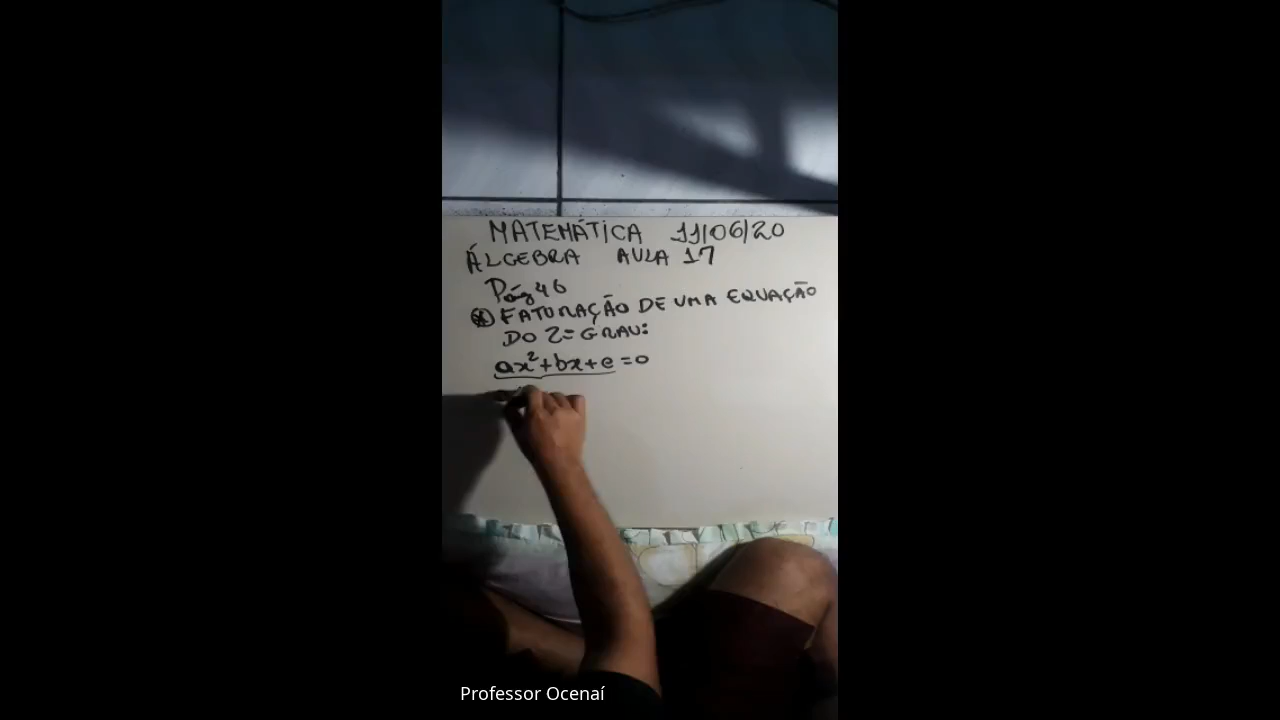 MATEMÁTICA 11/06/20
ÁLGEBRA AULA 17
Pág 46
* FATORAÇÃO DE UMA EQUAÇÃO
DO 2º GRAU:
ax²+bx+c=0
Professor Ocenaí